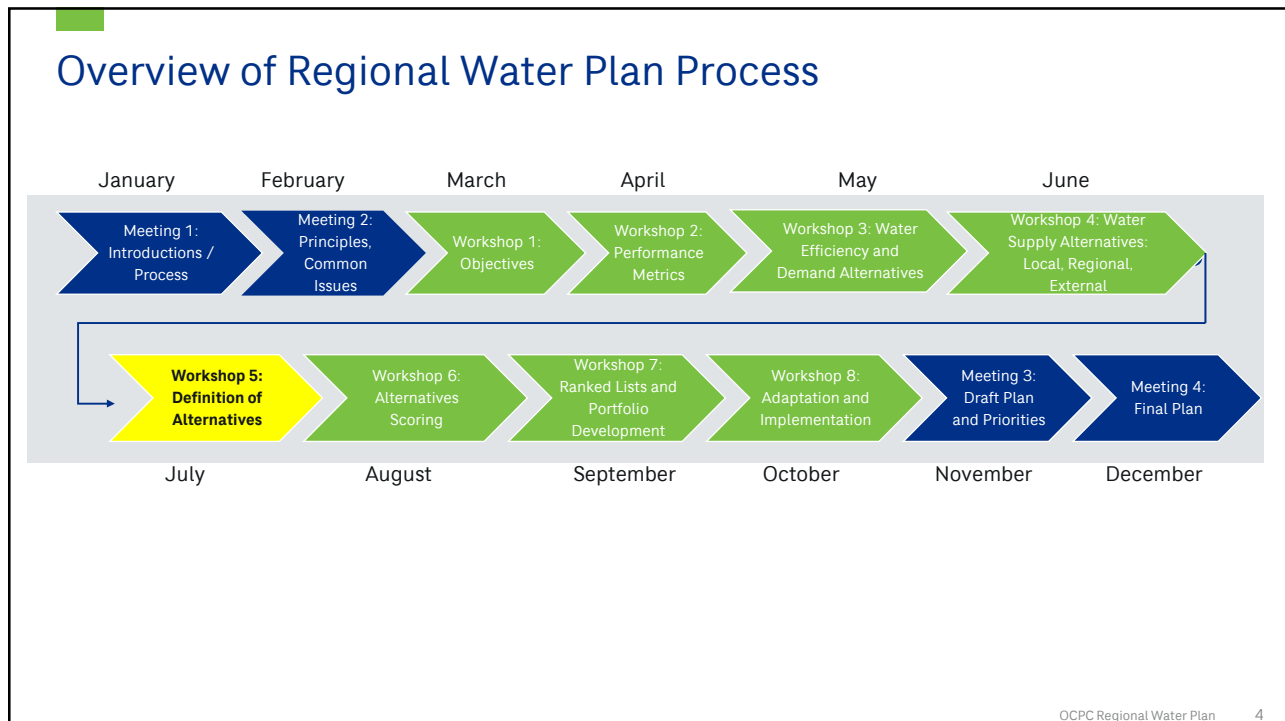 Overview of Regional Water Plan Process
January February March April May June
Meeting 1:
Introductions /
Process
Meeting 2:
Principles,
Common
Issues
Workshop 1:
Objectives
Workshop 2:
Performance
Metrics
Workshop 3: Water
Efficiency and
Demand Alternatives
Workshop 4: Water
Supply Alternatives:
Local, Regional,
External
Workshop 5:
Definition of
Alternatives
Workshop 6:
Alternatives
Scoring
Workshop 7:
Ranked Lists and
Portfolio
Development
Workshop 8:
Adaptation and
Implementation
Meeting 3:
Draft Plan
and Priorities
Meeting 4:
Final Plan
July August September October November December
OCPC Regional Water Plan 4